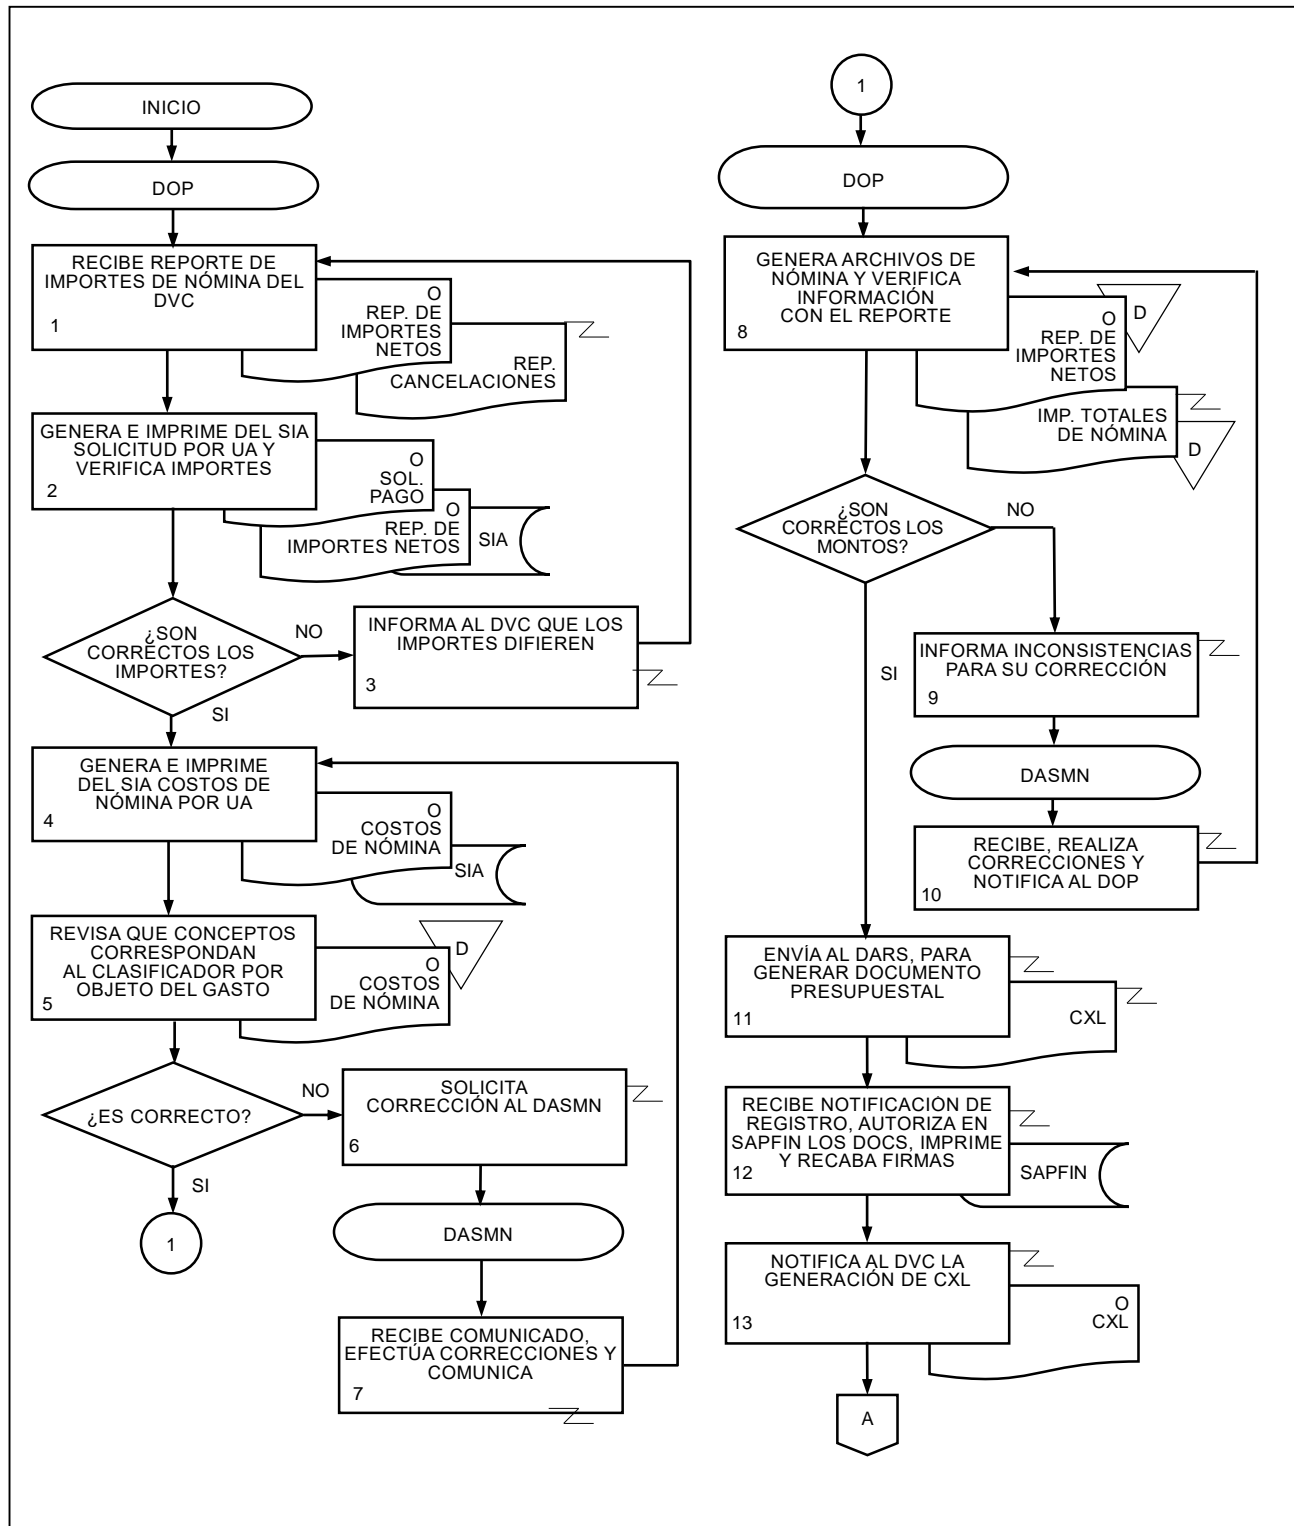 INICIO
DOP
RECIBE REPORTE DE
IMPORTES DE NÓMINA DEL
DVC
1
O
REP. DE
IMPORTES
NETOS
REP.
CANCELACIONES
GENERA E IMPRIME DEL SIA
SOLICITUD POR UA Y
VERIFICA IMPORTES
2
O
SOL.
PAGO
O
REP. DE
IMPORTES NETOS
SIA
¿SON
CORRECTOS LOS
IMPORTES?
NO
INFORMA AL DVC QUE LOS
IMPORTES DIFIEREN
3
SI
GENERA E IMPRIME
DEL SIA COSTOS DE
NÓMINA POR UA
4
O
COSTOS
DE NÓMINA
SIA
REVISA QUE CONCEPTOS
CORRESPONDAN
AL CLASIFICADOR POR
OBJETO DEL GASTO
5
D
O
COSTOS
DE NÓMINA
¿ES CORRECTO?
NO
SOLICITA
CORRECCIÓN AL DASMN
6
SI
1
DASMN
RECIBE COMUNICADO,
EFECTÚA CORRECCIONES Y
COMUNICA
7
1
DOP
GENERA ARCHIVOS DE
NÓMINA Y VERIFICA
INFORMACIÓN
CON EL REPORTE
8
D
O
REP. DE
IMPORTES
NETOS
IMP. TOTALES
DE NÓMINA
D
¿SON
CORRECTOS LOS
MONTOS?
NO
INFORMA INCONSISTENCIAS
PARA SU CORRECCIÓN
9
SI
DASMN
RECIBE, REALIZA
CORRECCIONES Y
NOTIFICA AL DOP
10
ENVÍA AL DARS, PARA
GENERAR DOCUMENTO
PRESUPUESTAL
11
CXL
RECIBE NOTIFICACIÓN DE
REGISTRO, AUTORIZA EN
SAPFIN LOS DOCS, IMPRIME
Y RECABA FIRMAS
12
SAPFIN
NOTIFICA AL DVC LA
GENERACIÓN DE CXL
13
O
CXL
A